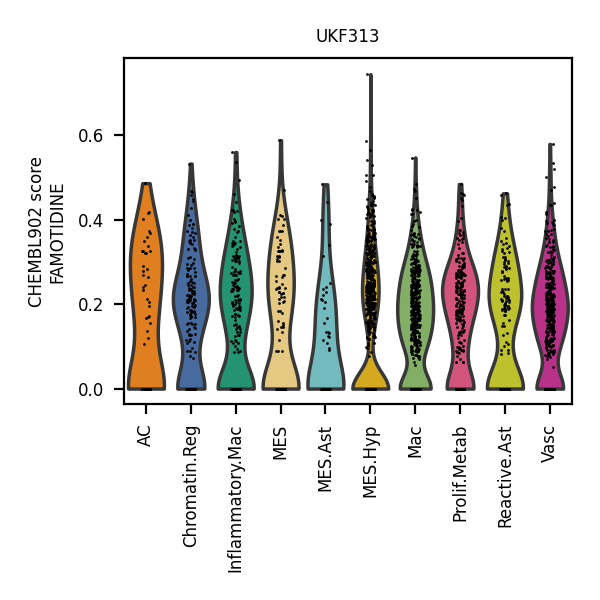 UKF313
CHEMBL902 score
FAMOTIDINE
0.6
0.4
0.2
0.0
AC
Chromatin.Reg
Inflammatory.Mac
MES
MES.Ast
MES.Hyp
Mac
Prolif.Metab
Reactive.Ast
Vasc